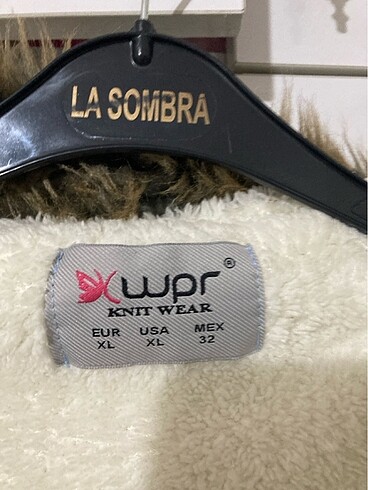 LA SOMBRA
wpr®
KNIT WEAR
EUR USA MEX
XL XL 32